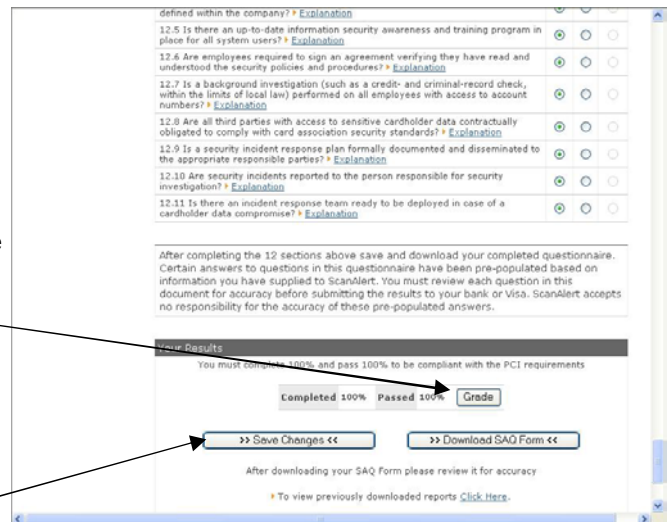 defined within the company? Explanation
12.5 Is there an up-to-date information security awareness and training program in
place for all system users? Explanation
12.6 Are employees required to sign an agreement verifying they have read and
understood the security policies and procedures? Explanation
12.7 Is a background investigation (such as a credit- and criminal-record check,
within the limits of local law) performed on all employees with access to account
numbers? Explanation
12.8 Are all third parties with access to sensitive cardholder data contractually
obligated to comply with card association security standards? Explanation
12.9 Is a security incident response plan formally documented and disseminated to
the appropriate responsible parties? Explanation
12.10 Are security incidents reported to the person responsible for security
investigation? Explanation
12.11 Is there an incident response team ready to be deployed in case of a
cardholder data compromise? Explanation
After completing the 12 sections above save and download your completed questionnaire.
Certain answers to questions in this questionnaire have been pre-populated based on
information you have supplied to ScanAlert. You must review each question in this
document for accuracy before submitting the results to your bank or Visa. ScanAlert accepts
no responsibility for the accuracy of these pre-populated answers.
Your Results
You must complete 100% and pass 100% to be compliant with the PCI requirements
Completed 100% Passed 100% Grade
>> Save Changes << >> Download SAQ Form <<
After downloading your SAQ Form please review it for accuracy
To view previously downloaded reports Click Here.